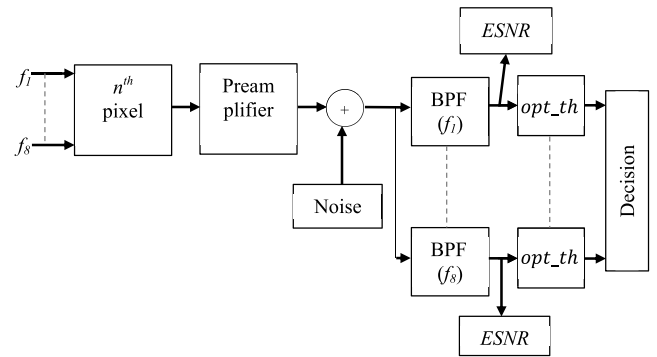 ESNR
f1
nth
pixel
Pream
plifier
+
BPF
(f1)
opt_th
Decision
f8
Noise
BPF
(f8)
opt_th
ESNR